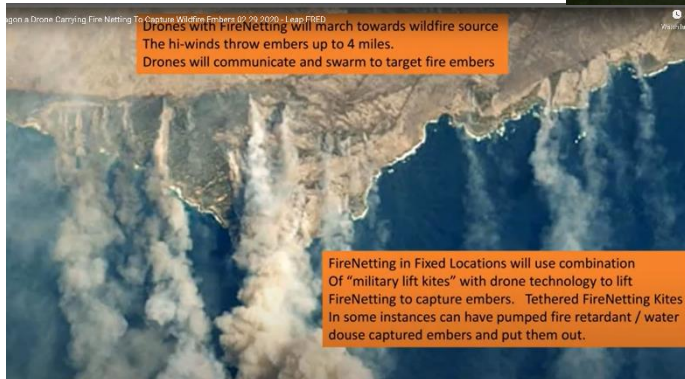 agon a Drone Carrying Fire Netting To Capture Wildfire Embers 02 29 2020 - Leap FRED
Drones with FireNetting will march towards wildfire source
The hi-winds throw embers up to 4 miles.
Drones will communicate and swarm to target fire embers
FireNetting in Fixed Locations will use combination
Of “military lift kites” with drone technology to lift
FireNetting to capture embers. Tethered FireNetting Kites
In some instances can have pumped fire retardant / water
douse captured embers and put them out.